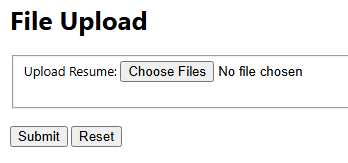 File Upload
Upload Resume: Choose Files No file chosen
Submit Reset